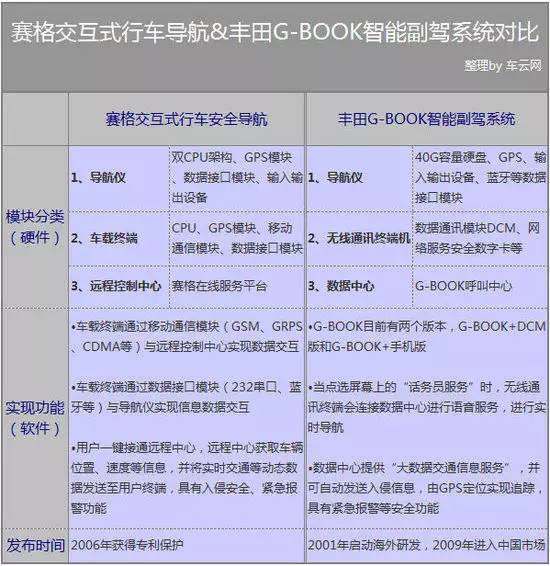 赛格交互式行车导航&丰田G-BOOK智能副驾系统对比
整理by 车云网
赛格交互式行车安全导航
丰田G-BOOK智能副驾系统
模块分类
（硬件）
1、导航仪
双CPU架构、GPS模块
、数据接口模块、输入输
出设备
1、导航仪
40G容量硬盘、GPS、输
入输出设备、蓝牙等数据
接口模块
2、车载终端
CPU、GPS模块、移动
通信模块、数据接口模块
2、无线通讯终端机
数据通讯模块DCM、网
络服务安全数字卡等
3、远程控制中心
赛格在线服务平台
3、数据中心
G-BOOK呼叫中心
实现功能
（软件）
•车载终端通过移动通信模块（GSM、GRPS
、CDMA等）与远程控制中心实现数据交互
•车载终端通过数据接口模块（232串口、蓝
牙等）与导航仪实现信息数据交互
•用户一键接通远程中心，远程中心获取车辆
位置、速度等信息，并将实时交通等动态数
据发送至用户终端，具有入侵安全、紧急报
警功能
•G-BOOK目前有两个版本，G-BOOK+DCM
版和G-BOOK+手机版
•当点选屏幕上的“话务员服务”时，无线通
讯终端会连接数据中心进行语音服务，进行实
时导航
•数据中心提供“大数据交通信息服务”，并
可自动发送入侵信息，由GPS定位实现追踪，
具有紧急报警等安全功能
发布时间
2006年获得专利保护
2001年启动海外研发，2009年进入中国市场